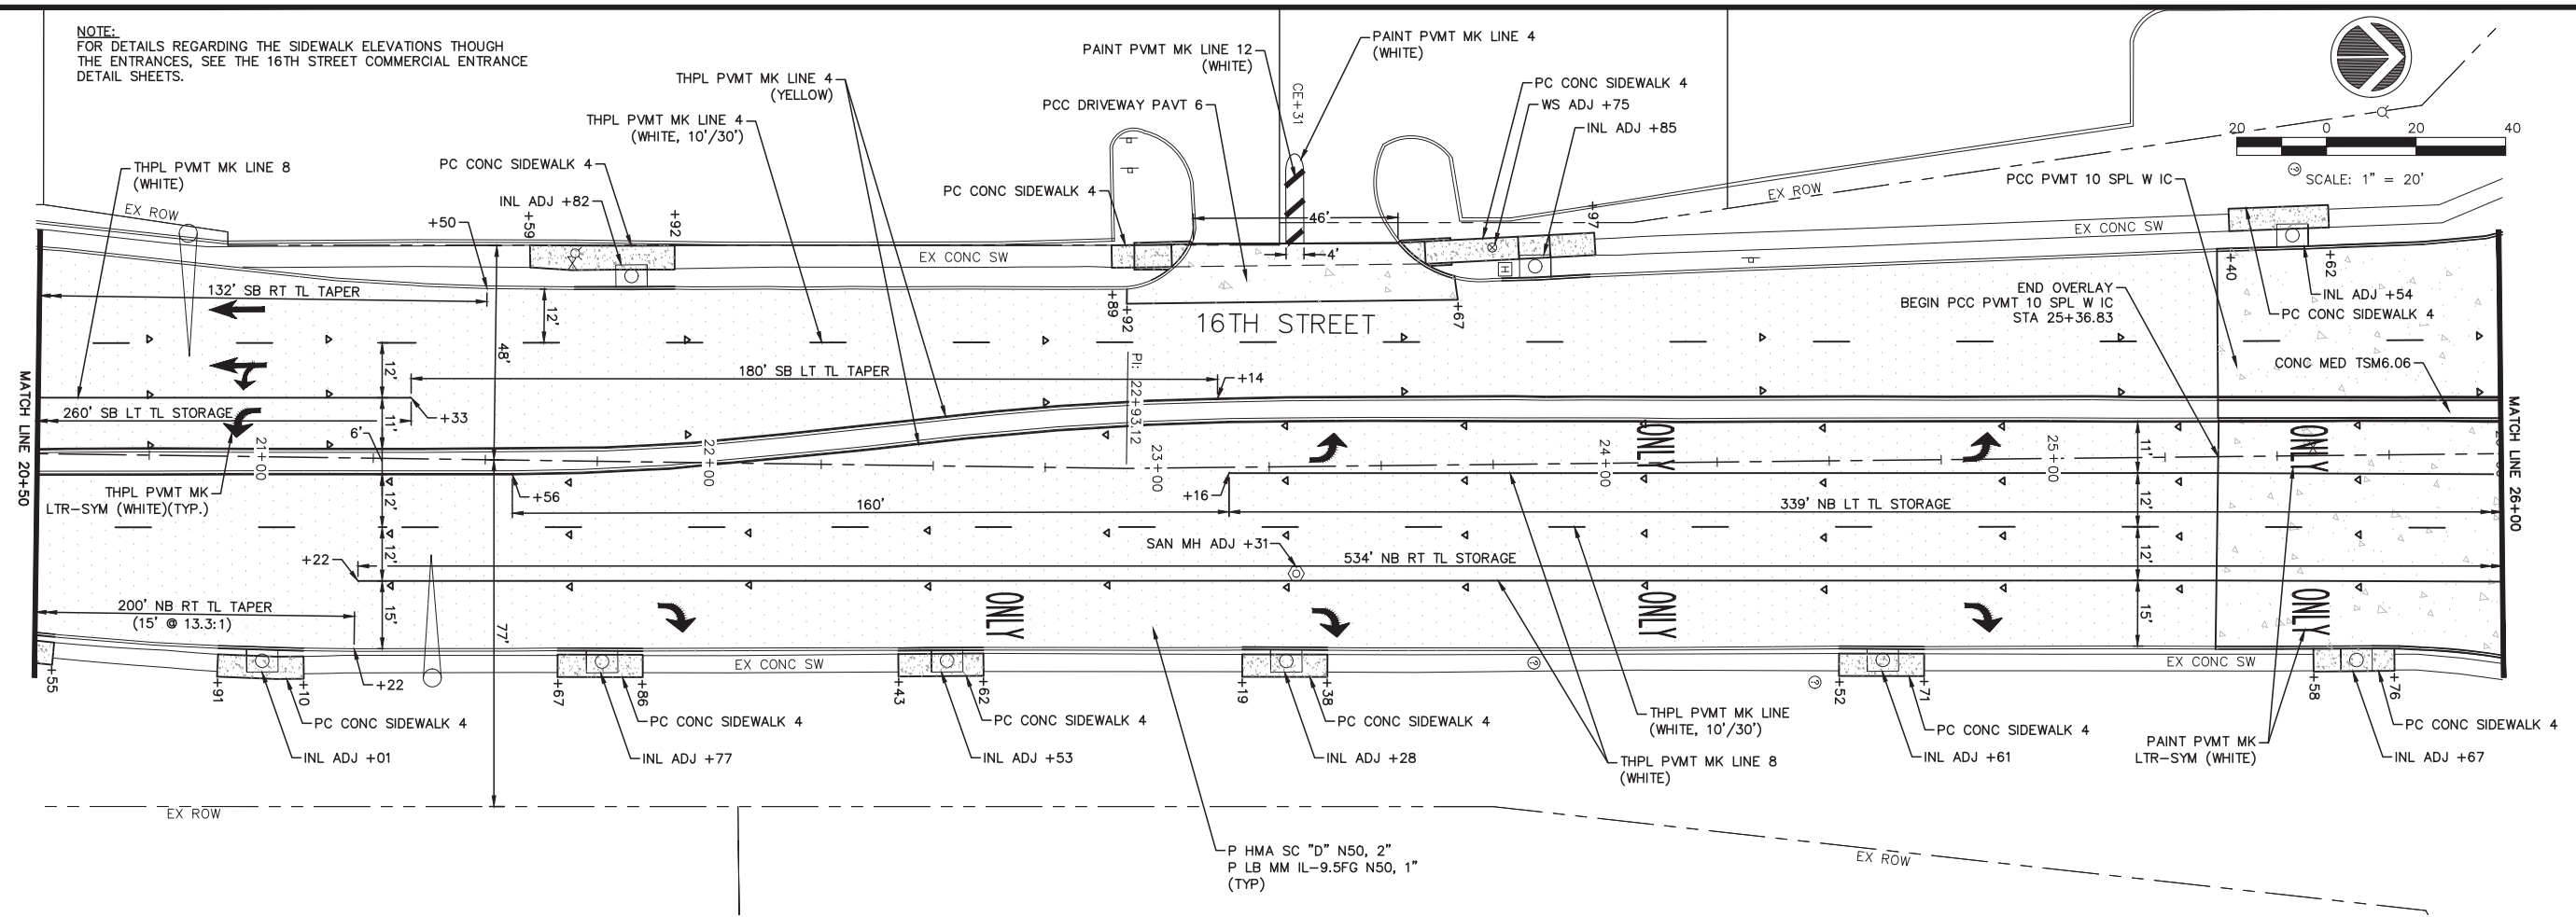 NOTE:
FOR DETAILS REGARDING THE SIDEWALK ELEVATIONS THOUGH
THE ENTRANCES, SEE THE 16TH STREET COMMERCIAL ENTRANCE
DETAIL SHEETS.
THPL PVMT MK LINE 8
(WHITE)
EX ROW
PC CONC SIDEWALK 4
INL ADJ +82
+50
+59
+92
THPL PVMT MK LINE 4
(WHITE, 10'/30')
THPL PVMT MK LINE 4
(YELLOW)
PC CONC SIDEWALK 4
EX CONC SW
PCC DRIVEWAY PAVT 6
PAINT PVMT MK LINE 12
(WHITE)
CE+31
PAINT PVMT MK LINE 4
(WHITE)
PC CONC SIDEWALK 4
WS ADJ +75
INL ADJ +85
46'
4'
+97
H
EX ROW
PCC PVMT 10 SPL W IC
20 0 20 40
SCALE: 1" = 20'
?
EX CONC SW
+40
+62
INL ADJ +54
PC CONC SIDEWALK 4
END OVERLAY
BEGIN PCC PVMT 10 SPL W IC
STA 25+36.83
CONC MED TSM6.06
132' SB RT TL TAPER
12'
48'
+89
+92
16TH STREET
+67
12'
180' SB LT TL TAPER
+14
PI: 22+93.12
MATCH LINE 20+50
260' SB LT TL STORAGE
+33
11'
6'
21+00
22+00
23+00
24+00
25+00
ONLY
ONLY
11'
MATCH LINE 26+00
THPL PVMT MK
LTR-SYM (WHITE)(TYP.)
+56
12'
160'
+16
339' NB LT TL STORAGE
12'
+22
12'
SAN MH ADJ +31
534' NB RT TL STORAGE
12'
200' NB RT TL TAPER
(15' @ 13.3:1)
15'
77'
ONLY
ONLY
ONLY
15'
+55
+91
+10
+22
PC CONC SIDEWALK 4
INL ADJ +01
+67
+86
PC CONC SIDEWALK 4
INL ADJ +77
EX CONC SW
+43
+62
PC CONC SIDEWALK 4
INL ADJ +53
+19
+38
PC CONC SIDEWALK 4
INL ADJ +28
?
THPL PVMT MK LINE
(WHITE, 10'/30')
THPL PVMT MK LINE 8
(WHITE)
?
+52
+71
PC CONC SIDEWALK 4
INL ADJ +61
EX CONC SW
+58
+76
PC CONC SIDEWALK 4
INL ADJ +67
PAINT PVMT MK
LTR-SYM (WHITE)
EX ROW
P HMA SC "D" N50, 2"
P LB MM IL-9.5FG N50, 1"
(TYP)
EX ROW